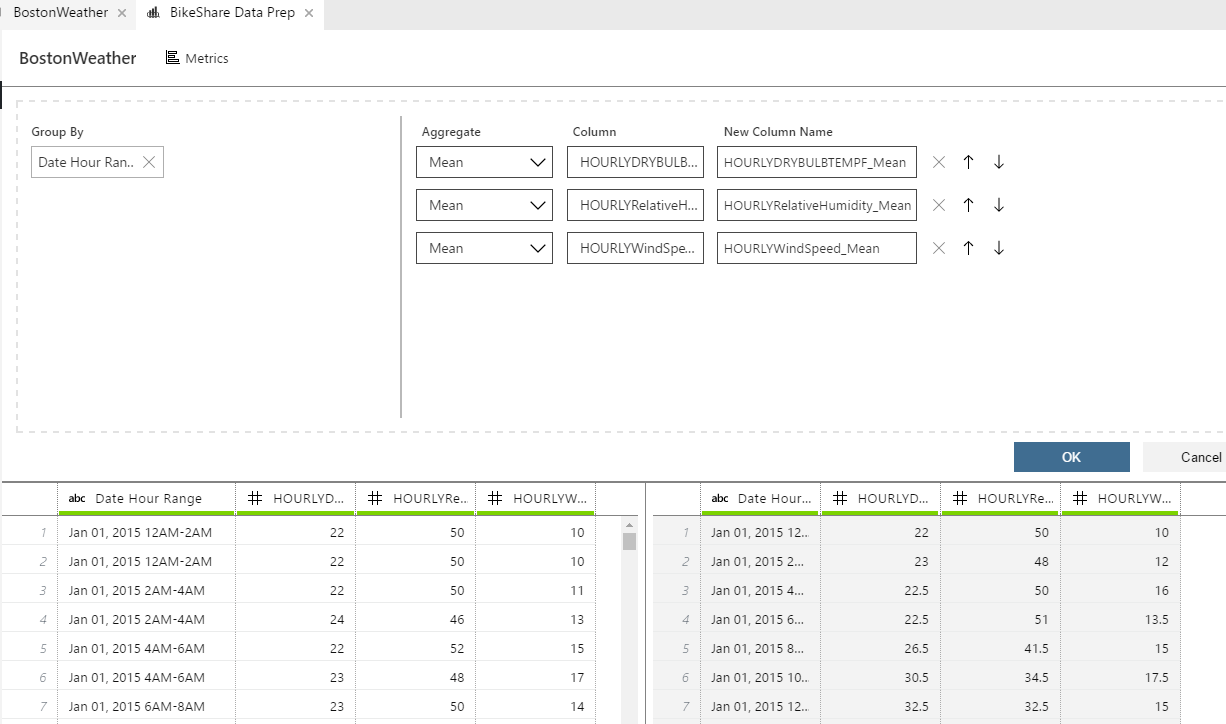 BostonWeather BikeShare Data Prep
BostonWeather Metrics
Group By Aggregate Column New Column Name
Date Hour Ran.. Mean HOURLYDRYBULB... HOURLYDRYBULBTEMPF_Mean
Mean HOURLYRelativeH... HOURLYRelativeHumidity_Mean
Mean HOURLYWindSpe... HOURLYWindSpeed_Mean
OK Cancel
abc Date Hour Range # HOURLYD... # HOURLYRe... # HOURLYW... abc Date Hour... # HOURLYD... # HOURLYRe... # HOURLYW...
1 Jan 01, 2015 12AM-2AM 22 50 10 1 Jan 01, 2015 12... 22 50 10
2 Jan 01, 2015 12AM-2AM 22 50 10 2 Jan 01, 2015 2... 23 48 12
3 Jan 01, 2015 2AM-4AM 22 50 11 3 Jan 01, 2015 4... 22.5 50 16
4 Jan 01, 2015 2AM-4AM 24 46 13 4 Jan 01, 2015 6... 22.5 51 13.5
5 Jan 01, 2015 4AM-6AM 22 52 15 5 Jan 01, 2015 8... 26.5 41.5 15
6 Jan 01, 2015 4AM-6AM 23 48 17 6 Jan 01, 2015 10... 30.5 34.5 17.5
7 Jan 01, 2015 6AM-8AM 23 50 14 7 Jan 01, 2015 12... 32.5 32.5 15